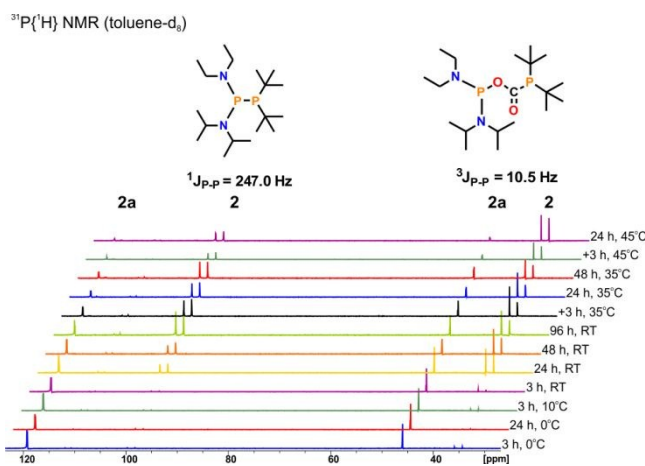 ³¹P{¹H} NMR (toluene-d₈)
N
P
P
N
N
P
O
C
O
P
N
¹J_P-P = 247.0 Hz
³J_P-P = 10.5 Hz
2a
2
2a
2
24 h, 45°C
+3 h, 45°C
48 h, 35°C
24 h, 35°C
+3 h, 35°C
96 h, RT
48 h, RT
24 h, RT
3 h, RT
3 h, 10°C
24 h, 0°C
3 h, 0°C
120
100
80
60
40
[ppm]